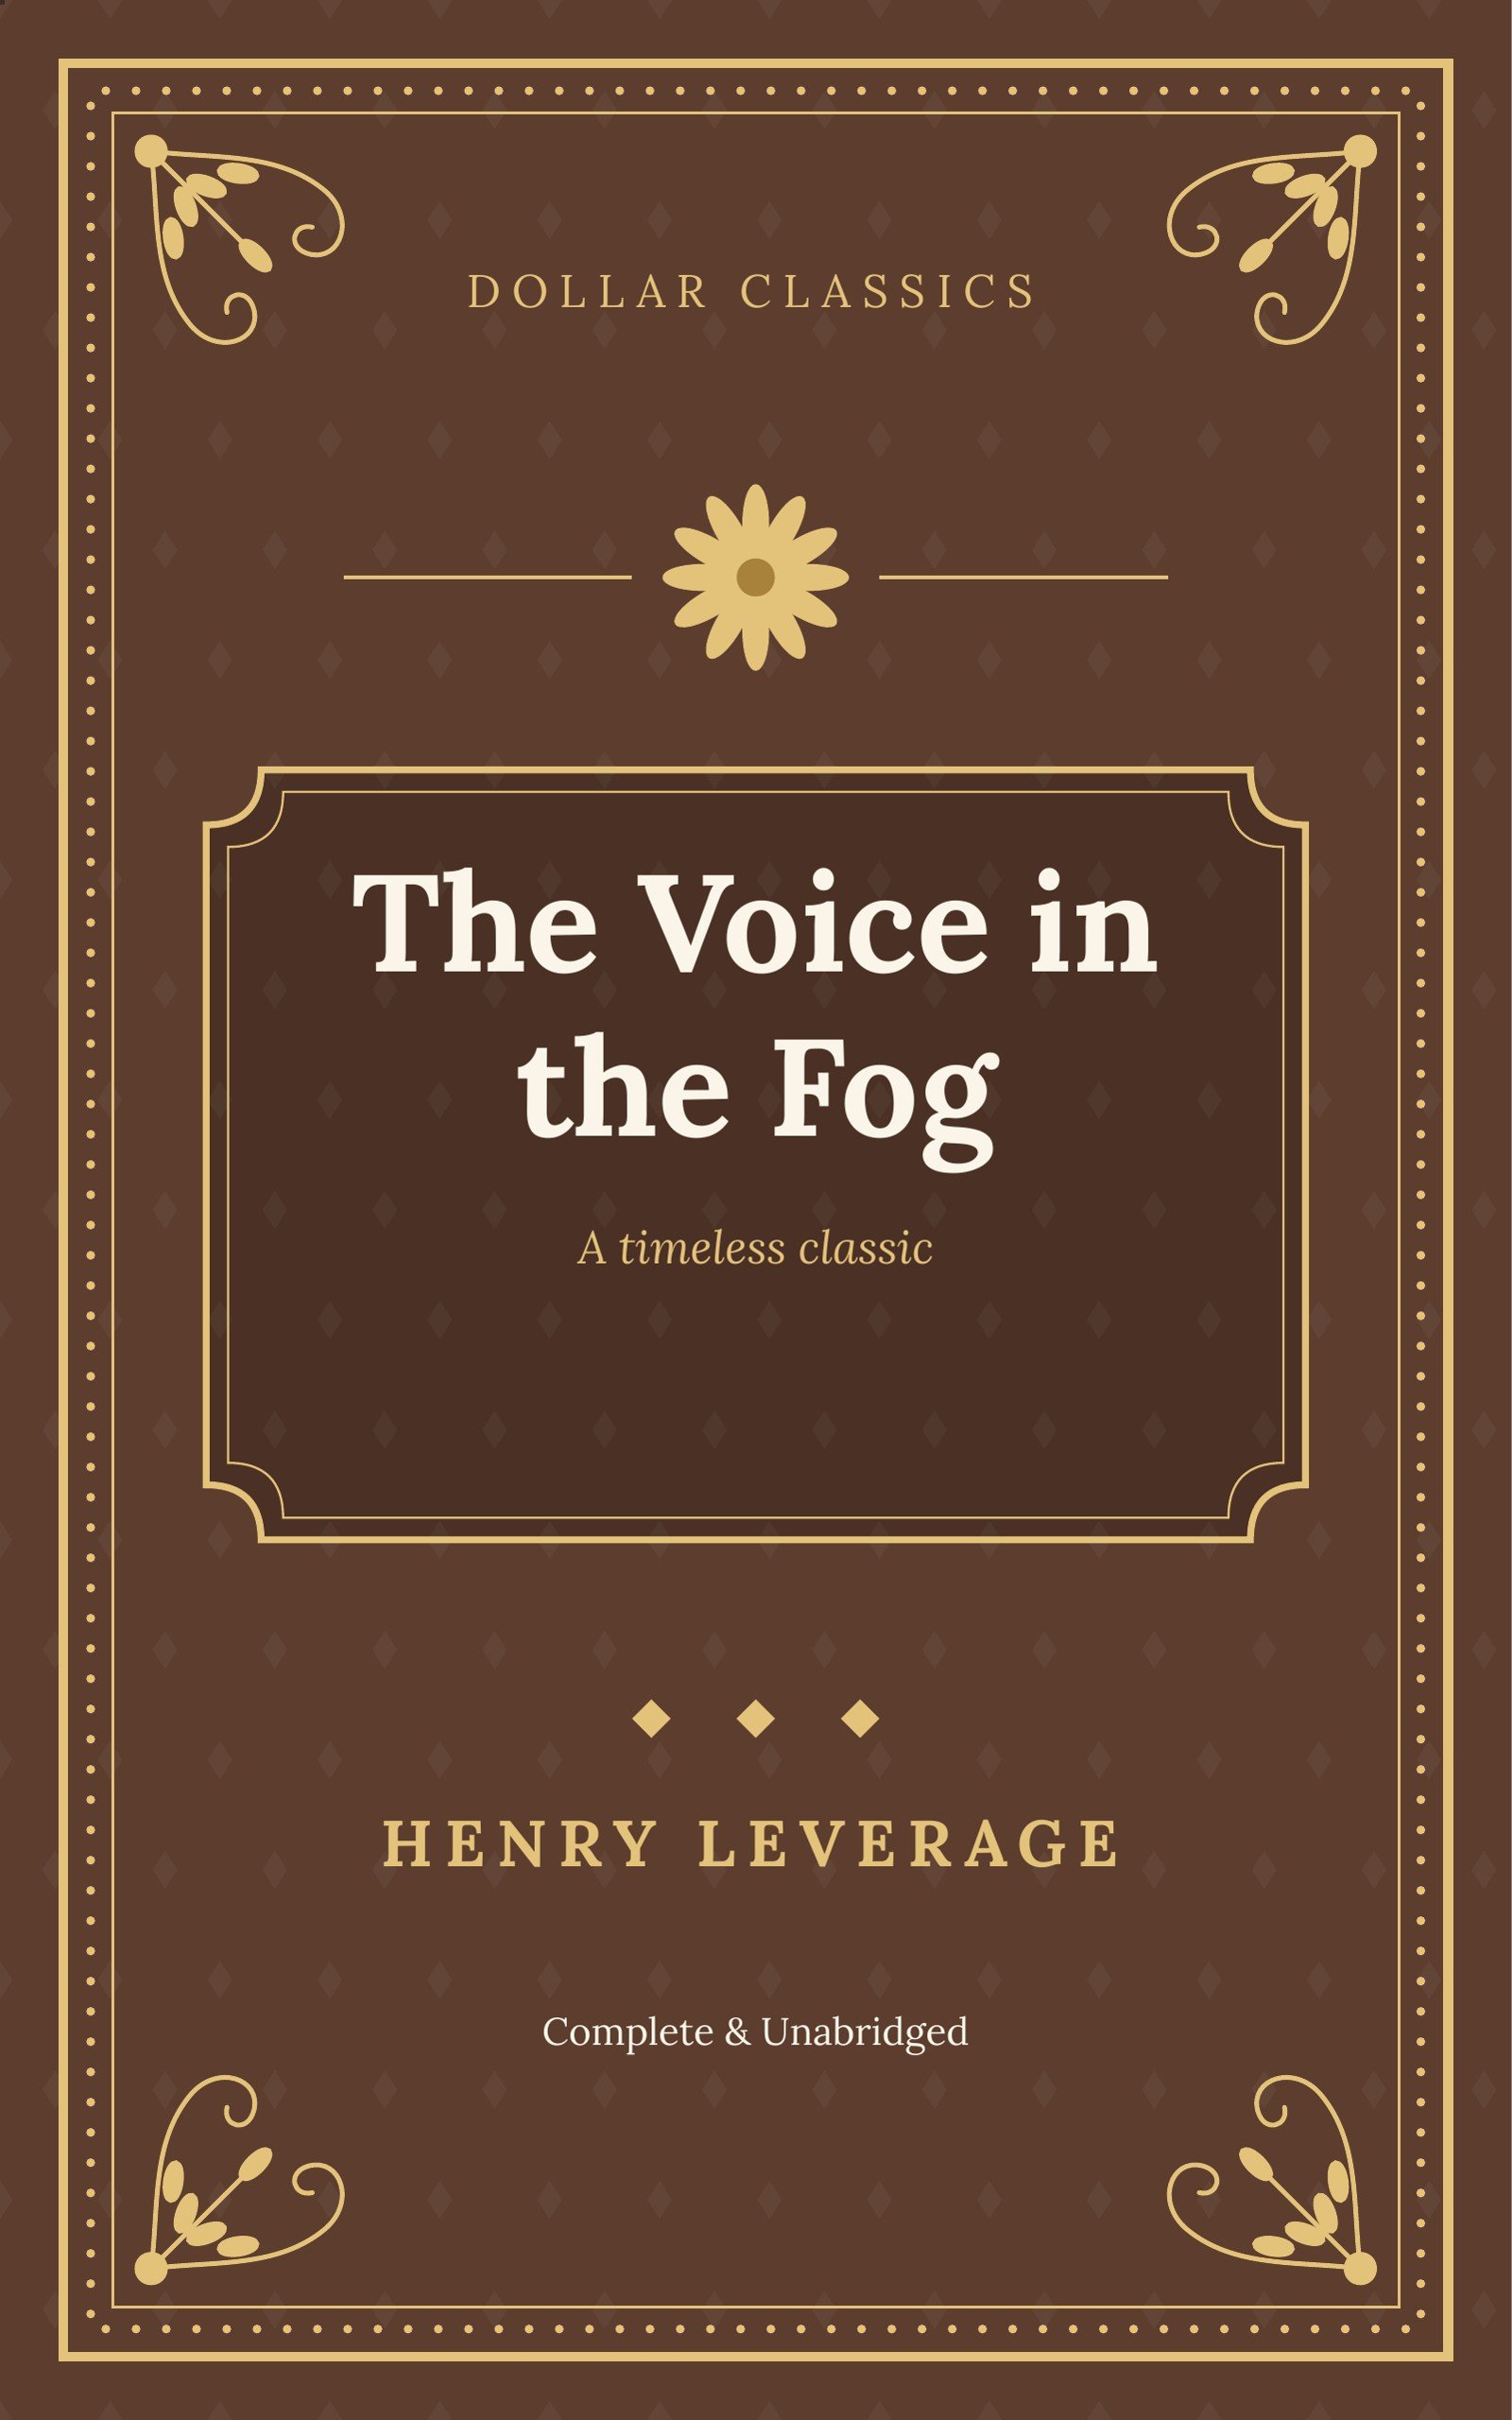 DOLLAR CLASSICS
The Voice in
the Fog
A timeless classic
HENRY LEVERAGE
Complete & Unabridged